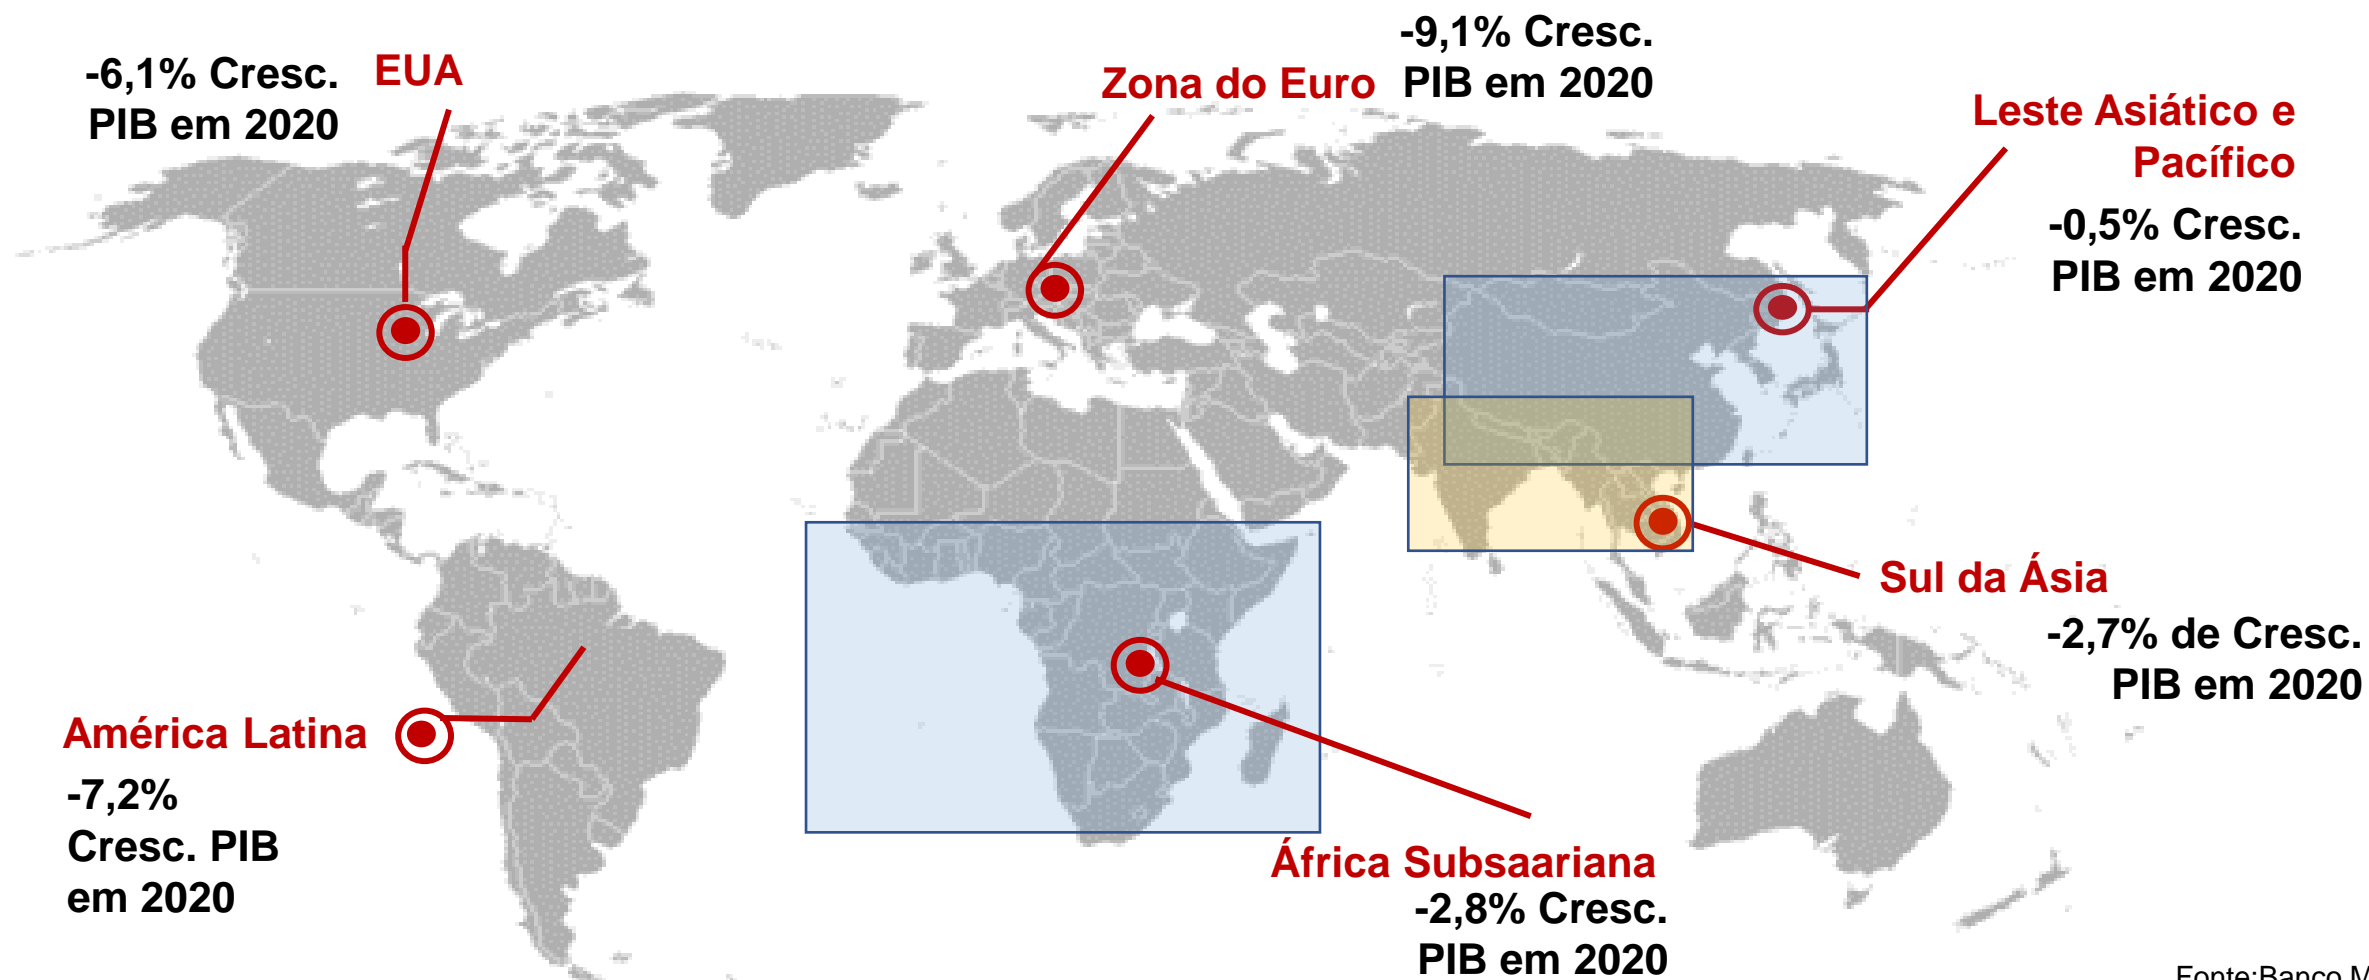 -6,1% Cresc.
PIB em 2020
EUA
Zona do Euro
-9,1% Cresc.
PIB em 2020
Leste Asiático e
Pacífico
-0,5% Cresc.
PIB em 2020
Sul da Ásia
-2,7% de Cresc.
PIB em 2020
América Latina
-7,2%
Cresc. PIB
em 2020
África Subsaariana
-2,8% Cresc.
PIB em 2020
Fonte:Banco M